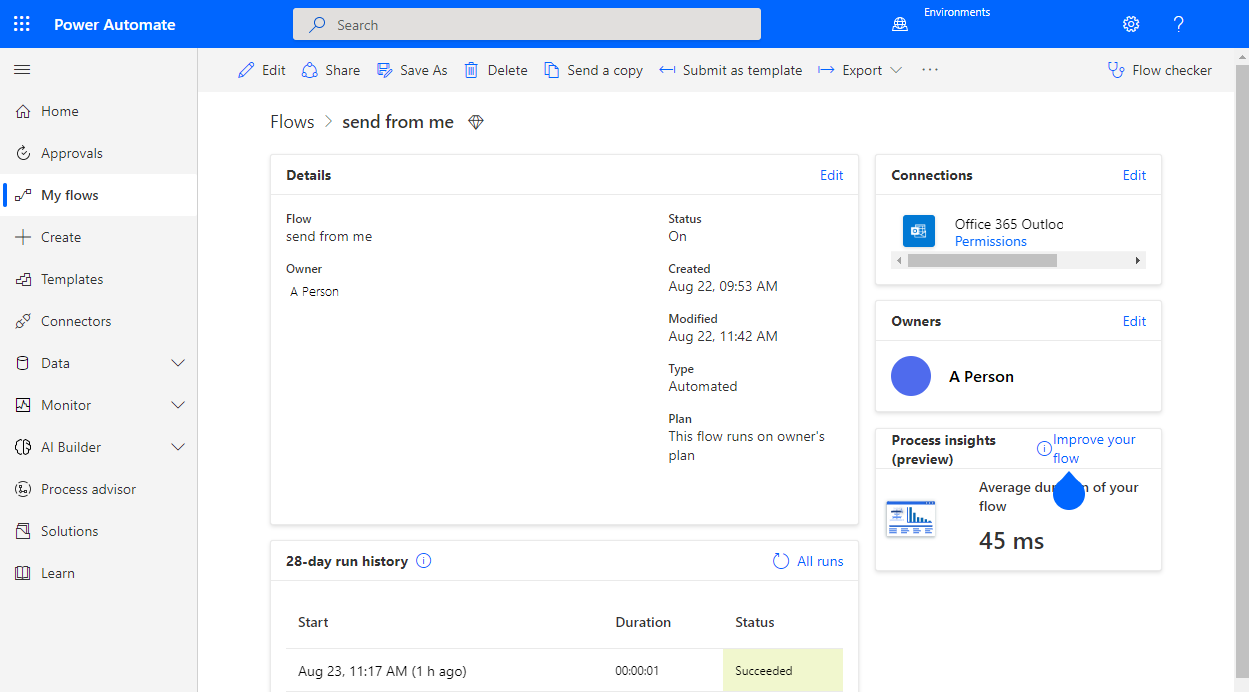 Power Automate
Search
Environments
Edit
Share
Save As
Delete
Send a copy
Submit as template
Export
Flow checker
Home
Approvals
My flows
Create
Templates
Connectors
Data
Monitor
AI Builder
Process advisor
Solutions
Learn
Flows > send from me
Details
Edit
Flow
send from me
Owner
A Person
Status
On
Created
Aug 22, 09:53 AM
Modified
Aug 22, 11:42 AM
Type
Automated
Plan
This flow runs on owner's
plan
Connections
Edit
Office 365 Outloo
Permissions
Owners
Edit
A Person
Process insights
(preview)
Improve your
flow
Average of your
flow
45 ms
28-day run history
All runs
Start Duration Status
Aug 23, 11:17 AM (1 h ago) 00:00:01 Succeeded